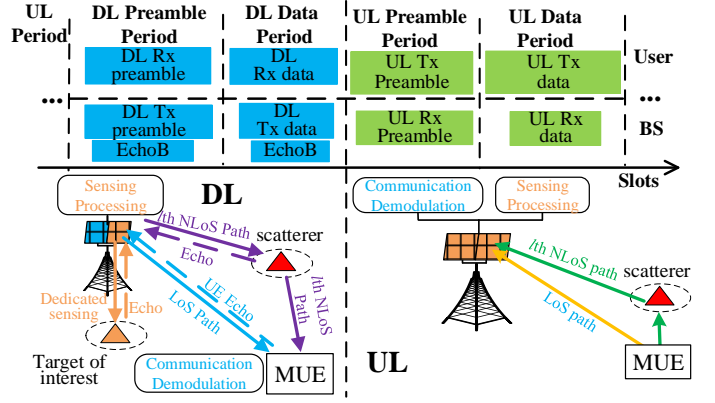 UL
Period
DL Preamble
Period
DL Data
Period
UL Preamble
Period
UL Data
Period
DL Rx
preamble
DL
Rx data
UL Tx
Preamble
UL Tx
data
User
...
...
DL Tx
preamble
DL
Tx data
UL Rx
Preamble
UL Rx
data
BS
EchoB
EchoB
Slots
Sensing
Processing
DL
lth NLoS Path
Echo
scatterer
lth NLoS
Path
UE Echo
LoS Path
Dedicated
sensing
Echo
Target of
interest
Communication
Demodulation
MUE
Communication
Demodulation
Sensing
Processing
lth NLoS path
scatterer
LoS path
UL
MUE